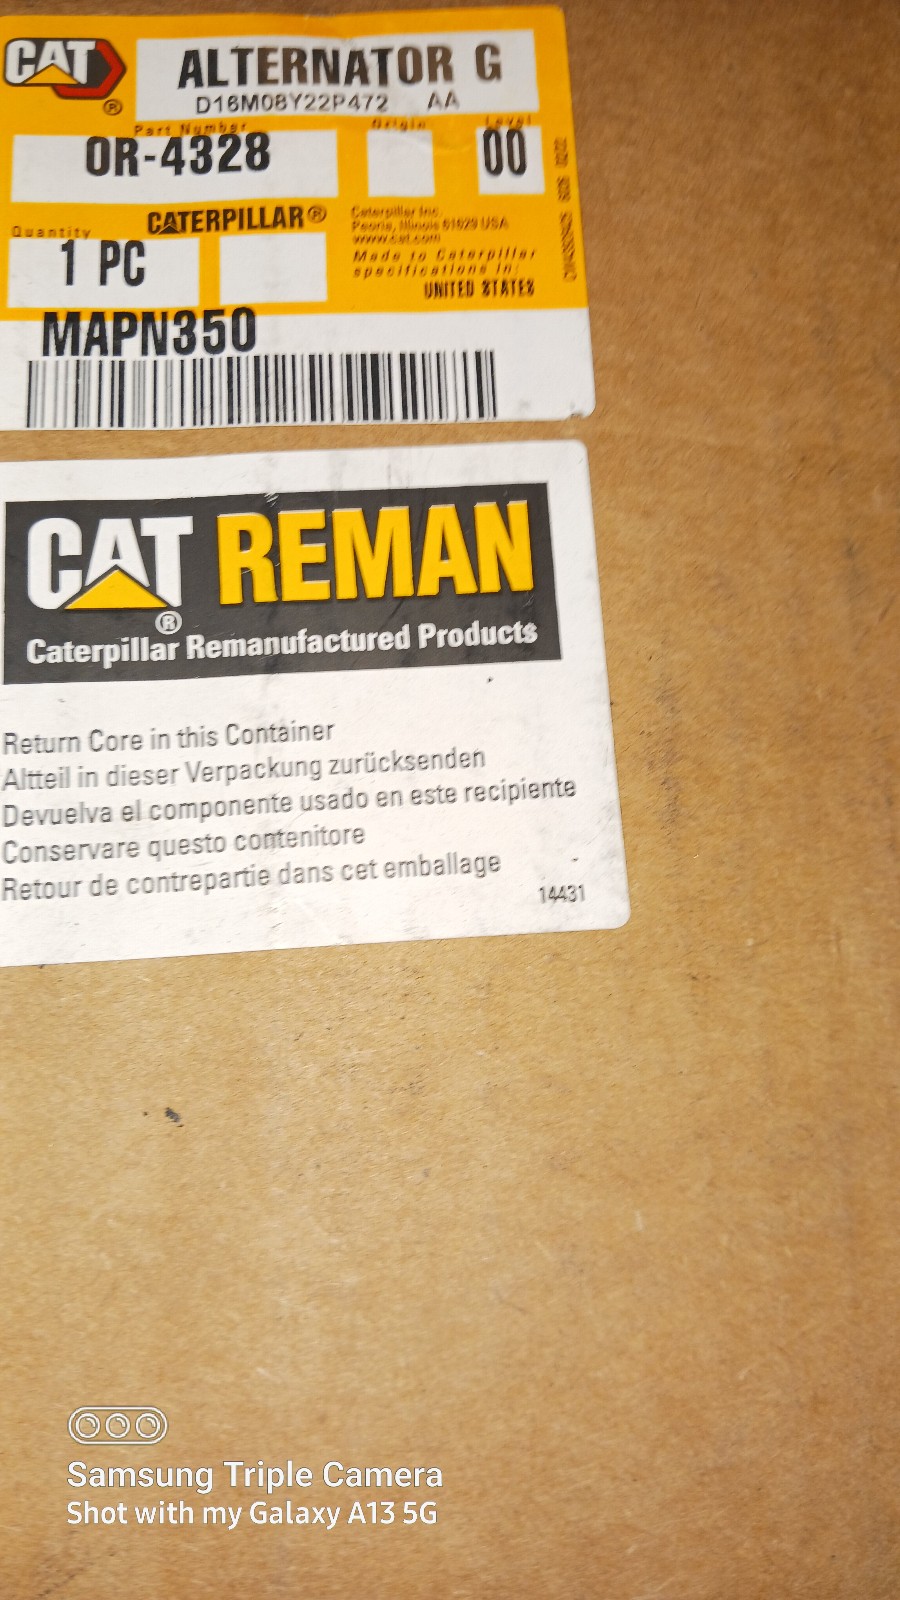 CAT
®
ALTERNATOR G
D16M08Y22P472 AA
Part Number
Origin
Level
0R-4328
00
Quantity
CATERPILLAR®
1 PC
Caterpillar Inc.
Peoria, Illinois 61629 USA
www.cat.com
Made to Caterpillar
specifications in:
UNITED STATES
MAPN350
CAT REMAN
®
Caterpillar Remanufactured Products
Return Core in this Container
Altteil in dieser Verpackung zurücksenden
Devuelva el componente usado en este recipiente
Conservare questo contenitore
Retour de contrepartie dans cet emballage
14431
Samsung Triple Camera
Shot with my Galaxy A13 5G